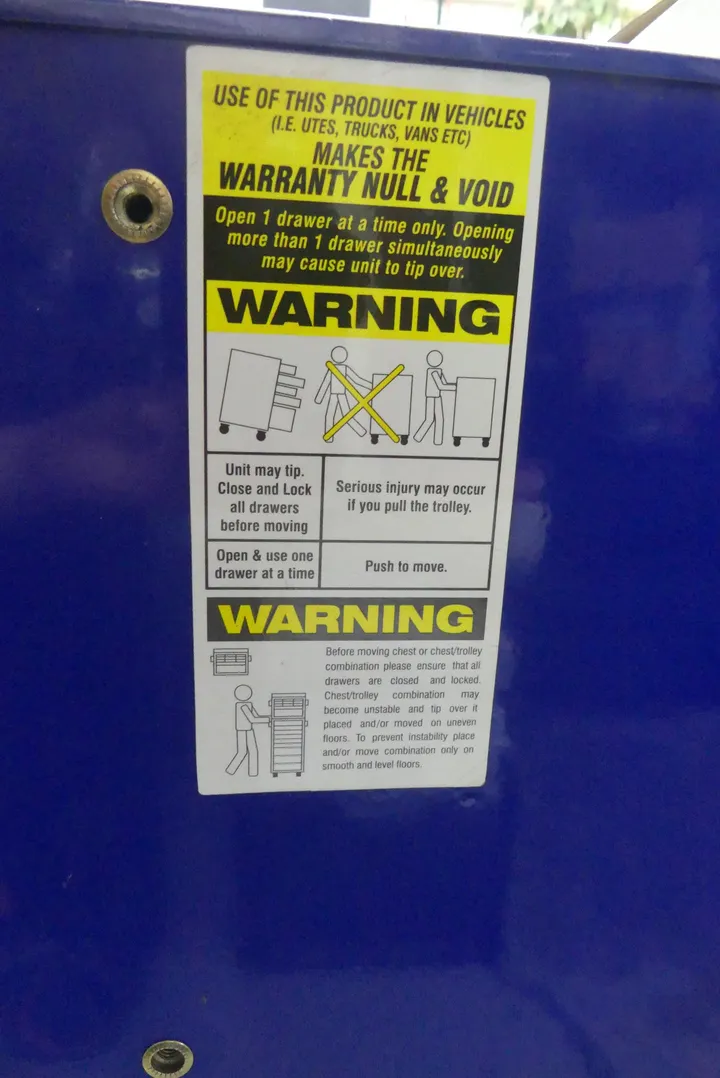 USE OF THIS PRODUCT IN VEHICLES
(I.E. UTES, TRUCKS, VANS ETC)
MAKES THE
WARRANTY NULL & VOID
Open 1 drawer at a time only. Opening
more than 1 drawer simultaneously
may cause unit to tip over.
WARNING
Unit may tip.
Close and Lock
all drawers
before moving
Serious injury may occur
if you pull the trolley.
Open & use one
drawer at a time
Push to move.
WARNING
Before moving chest or chest/trolley
combination please ensure that all
drawers are closed and locked.
Chest/trolley combination may
become unstable and tip over if
placed and/or moved on uneven
floors. To prevent instability place
and/or move combination only on
smooth and level floors.